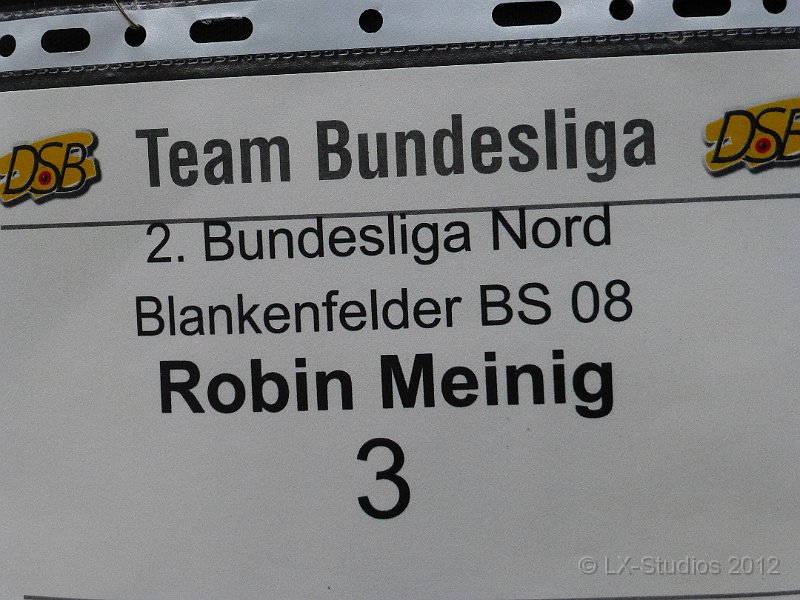 DSB Team Bundesliga DSB
2. Bundesliga Nord
Blankenfelder BS 08
Robin Meinig
3
© LX-Studios 2012